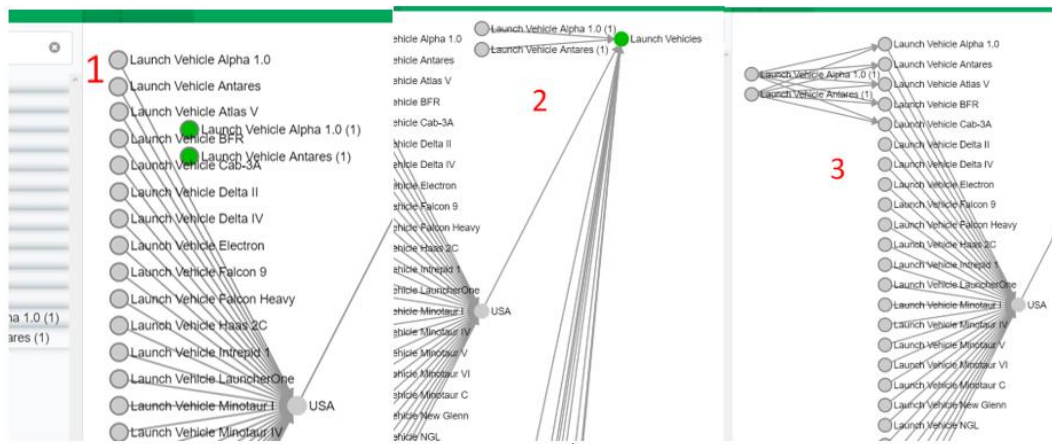 1
Launch Vehicle Alpha 1.0
Launch Vehicle Antares
Launch Vehicle Atlas V
Launch Vehicle Alpha 1.0 (1)
Launch Vehicle BFR
Launch Vehicle Antares (1)
Launch Vehicle Cab-3A
Launch Vehicle Delta II
Launch Vehicle Delta IV
Launch Vehicle Electron
Launch Vehicle Falcon 9
Launch Vehicle Falcon Heavy
Launch Vehicle Haas 2C
Launch Vehicle Intrepid 1
Launch Vehicle LauncherOne
Launch Vehicle Minotaur I
USA
Launch Vehicle Minotaur IV
na 1.0 (1)
ares (1)
2
Launch Vehicle Alpha 1.0 (1)
Launch Vehicles
Launch Vehicle Antares (1)
ehicle Alpha 1.0
ehicle Antares
ehicle Atlas V
ehicle BFR
ehicle Cab-3A
ehicle Delta II
ehicle Delta IV
ehicle Electron
ehicle Falcon 9
ehicle Falcon Heavy
ehicle Haas 2C
ehicle Intrepid 1
ehicle LauncherOne
ehicle Minotaur I
USA
ehicle Minotaur IV
ehicle Minotaur V
ehicle Minotaur VI
ehicle Minotaur C
ehicle New Glenn
ehicle NGL
3
Launch Vehicle Alpha 1.0 (1)
Launch Vehicle Antares (1)
Launch Vehicle Alpha 1.0
Launch Vehicle Antares
Launch Vehicle Atlas V
Launch Vehicle BFR
Launch Vehicle Cab-3A
Launch Vehicle Delta II
Launch Vehicle Delta IV
Launch Vehicle Electron
Launch Vehicle Falcon 9
Launch Vehicle Falcon Heavy
Launch Vehicle Haas 2C
Launch Vehicle Intrepid 1
Launch Vehicle LauncherOne
Launch Vehicle Minotaur I
USA
Launch Vehicle Minotaur IV
Launch Vehicle Minotaur V
Launch Vehicle Minotaur VI
Launch Vehicle Minotaur C
Launch Vehicle New Glenn
Launch Vehicle NGL